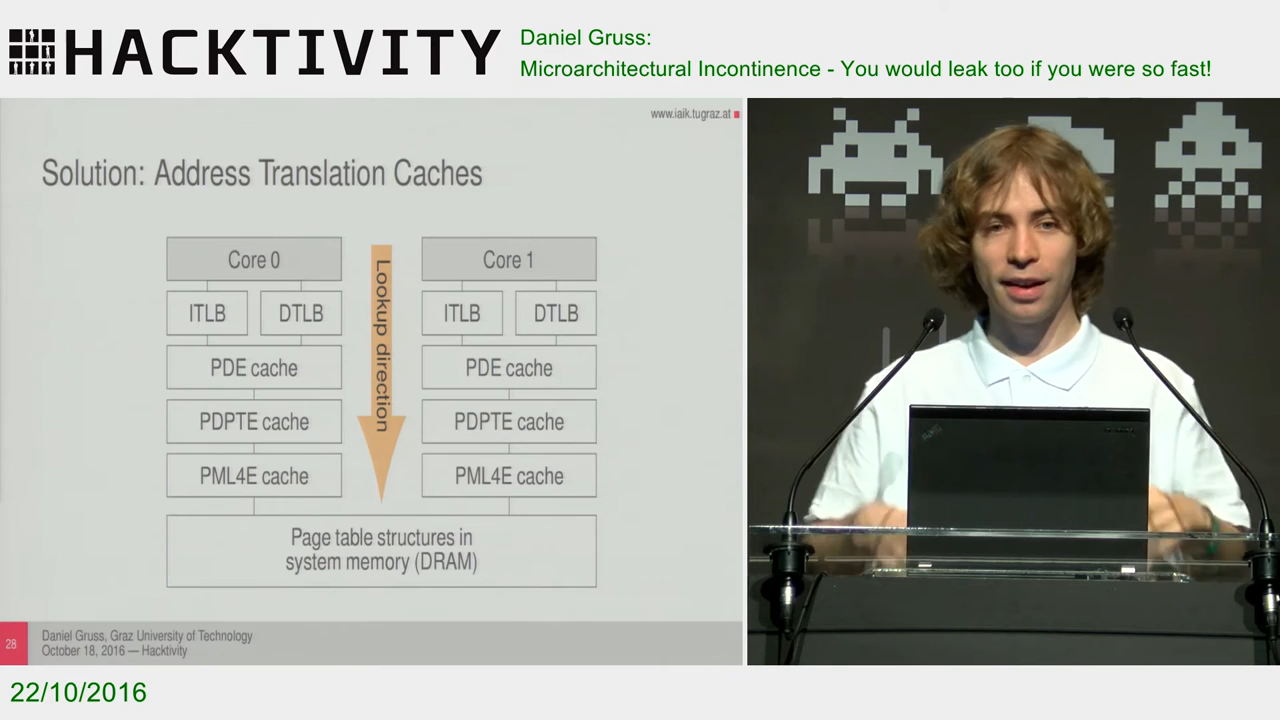 HACKTIVITY
Daniel Gruss:
Microarchitectural Incontinence - You would leak too if you were so fast!
www.iaik.tugraz.at
Solution: Address Translation Caches
Core 0
Core 1
ITLB
DTLB
ITLB
DTLB
Lookup direction
PDE cache
PDE cache
PDPTE cache
PDPTE cache
PML4E cache
PML4E cache
Page table structures in
system memory (DRAM)
28
Daniel Gruss, Graz University of Technology
October 18, 2016 — Hacktivity
22/10/2016